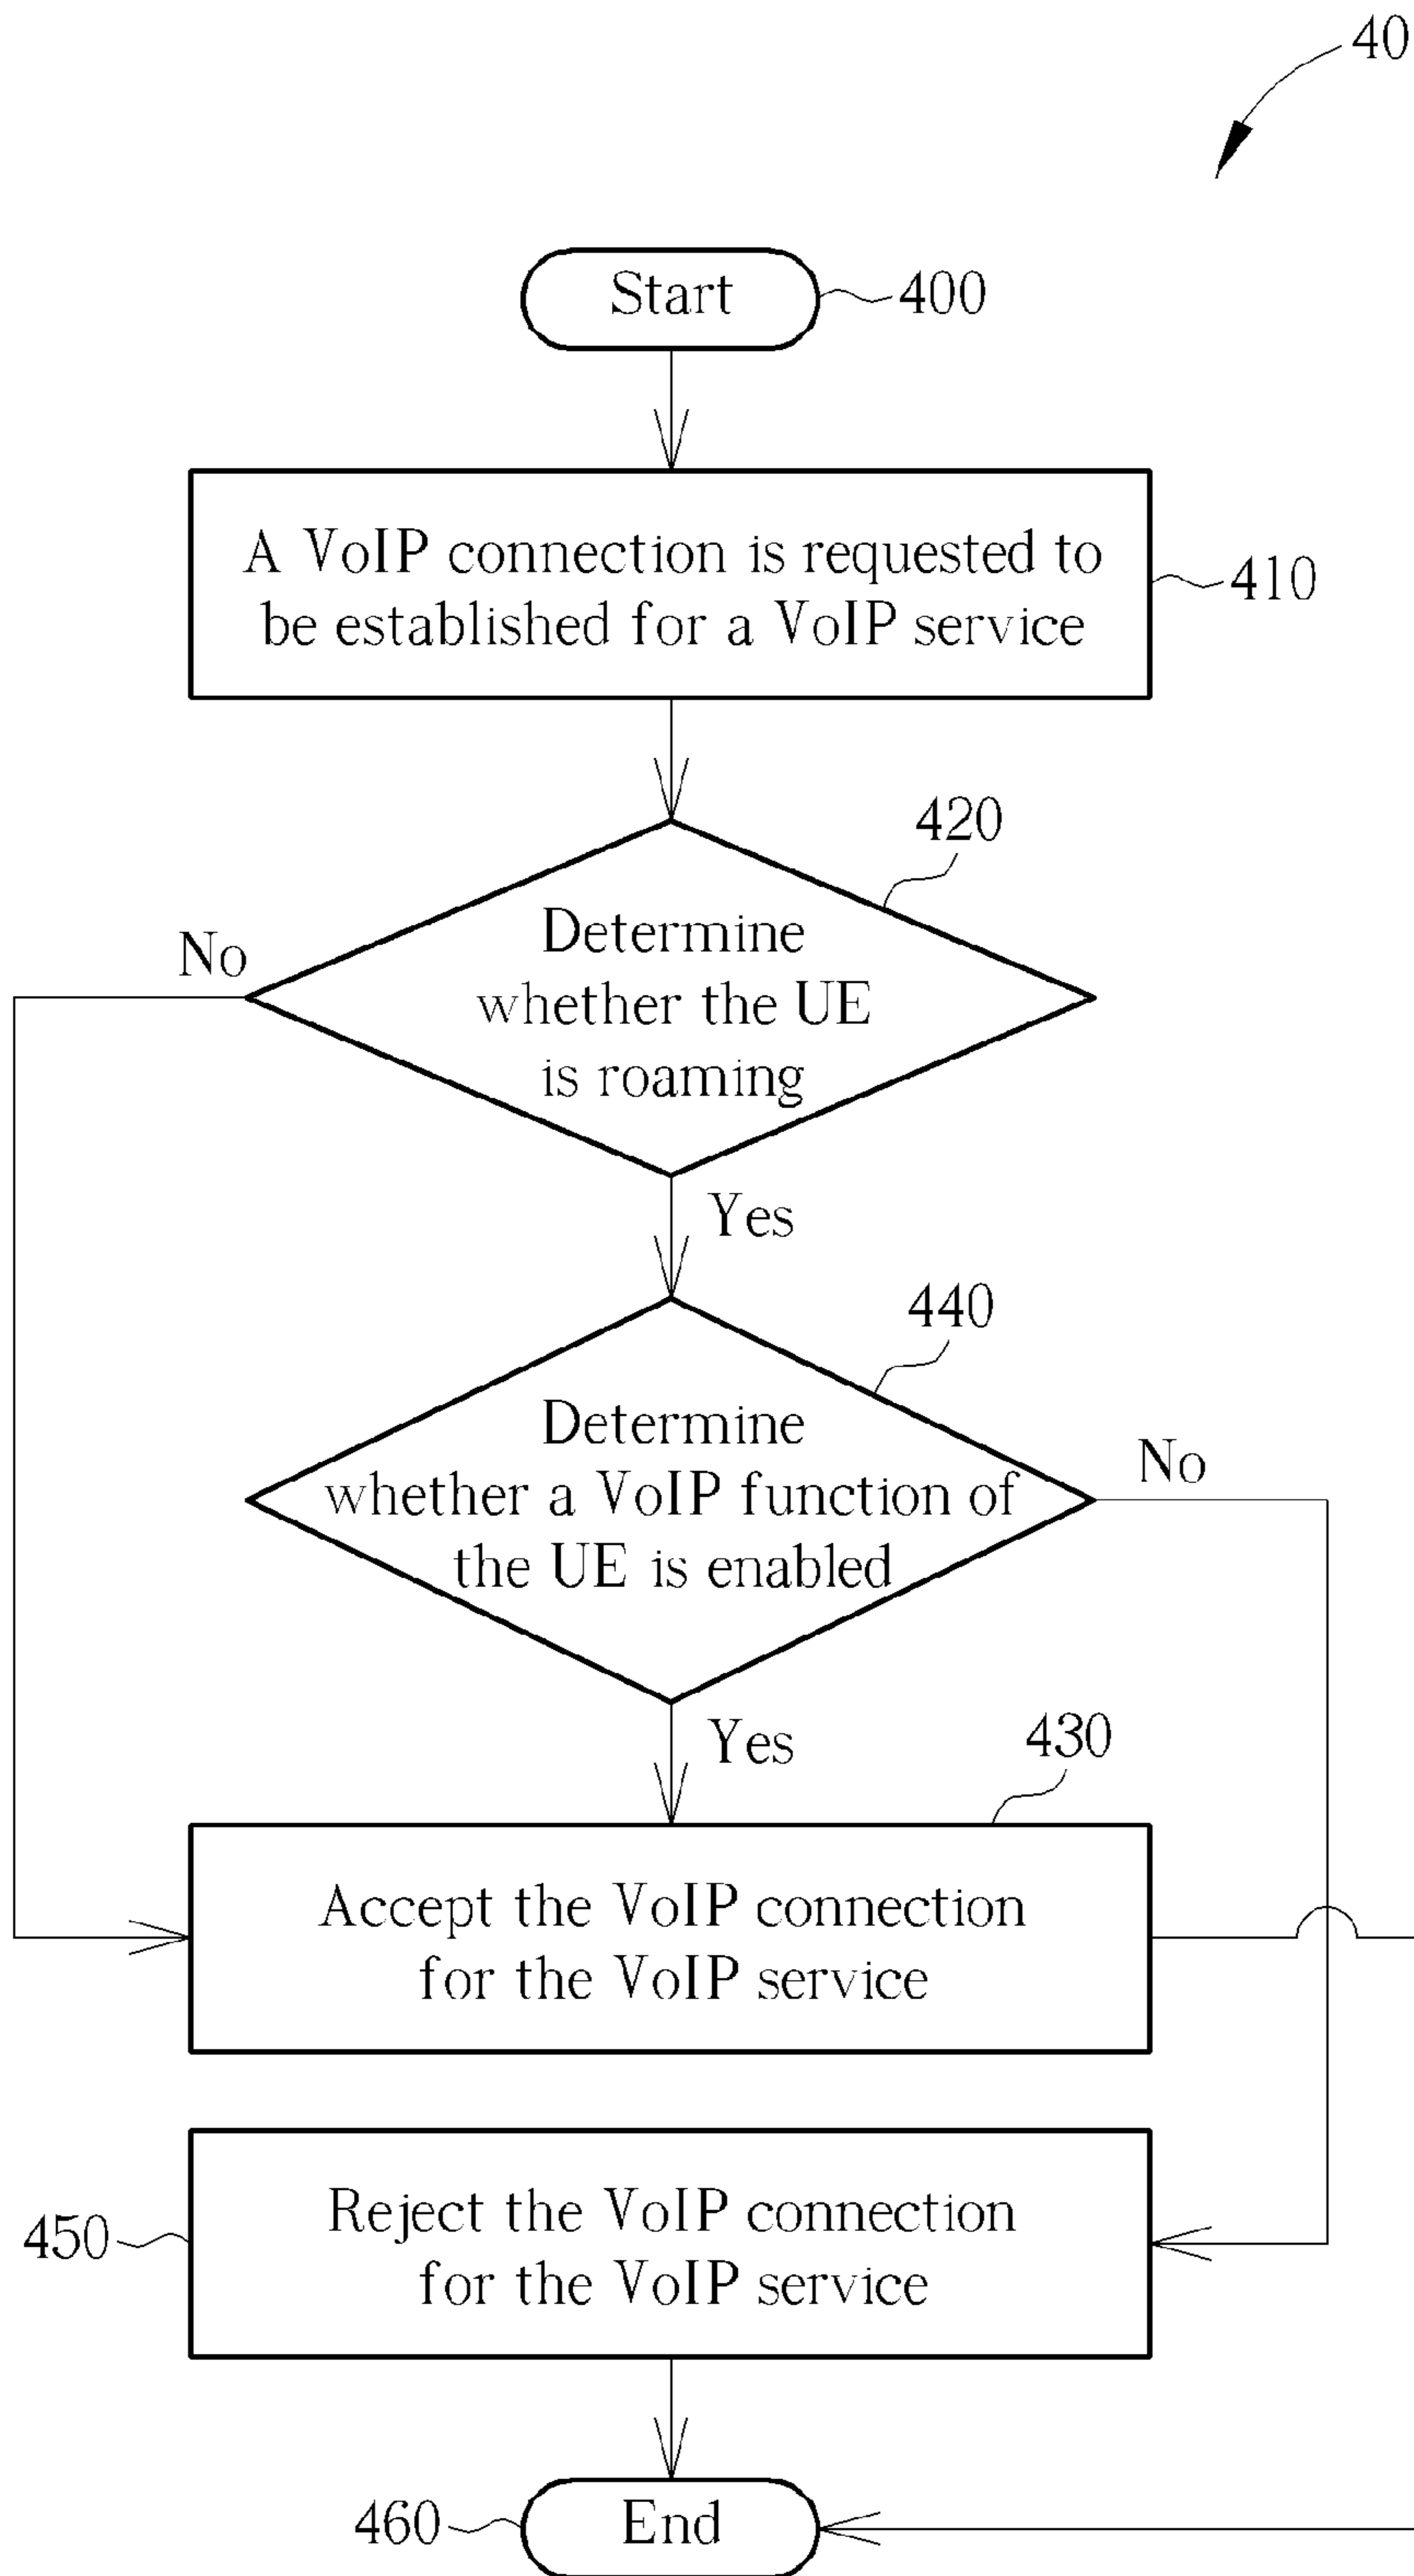 40
Start
400
A VoIP connection is requested to
be established for a VoIP service
410
420
Determine
whether the UE
is roaming
No
Yes
440
Determine
whether a VoIP function of
the UE is enabled
No
Yes
430
Accept the VoIP connection
for the VoIP service
Reject the VoIP connection
for the VoIP service
450
End
460